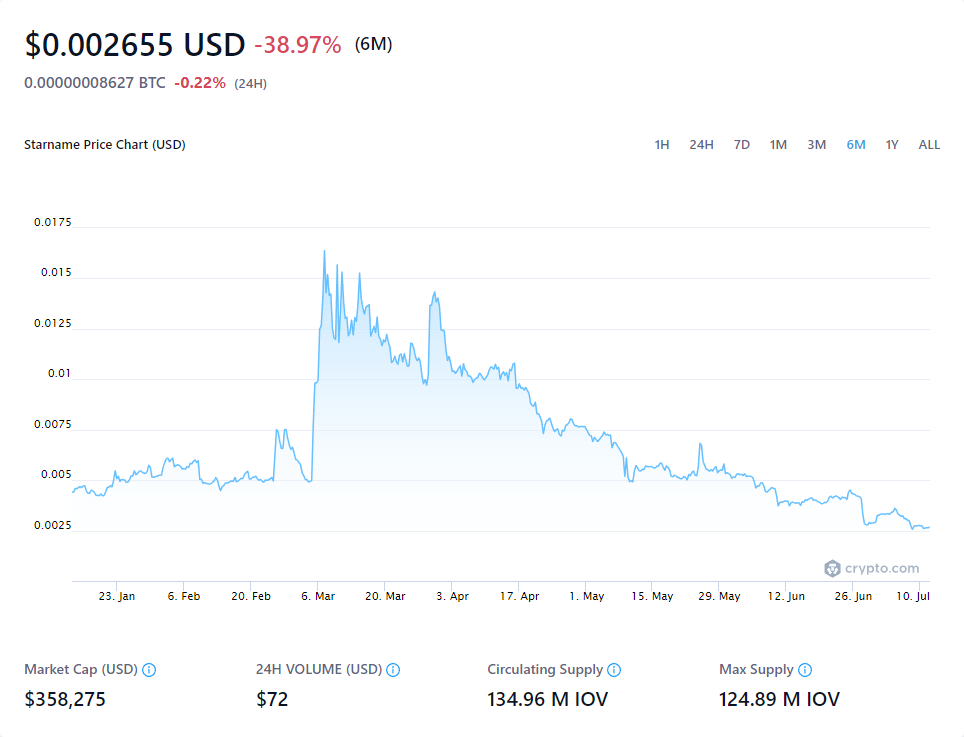 $0.002655 USD -38.97% (6M)
0.00000008627 BTC -0.22% (24H)
Starname Price Chart (USD) 1H 24H 7D 1M 3M 6M 1Y ALL
0.0175
0.015
0.0125
0.01
0.0075
0.005
0.0025
crypto.com
23. Jan 6. Feb 20. Feb 6. Mar 20. Mar 3. Apr 17. Apr 1. May 15. May 29. May 12. Jun 26. Jun 10. Jul
Market Cap (USD) 24H VOLUME (USD) Circulating Supply Max Supply
$358,275 $72 134.96 M IOV 124.89 M IOV